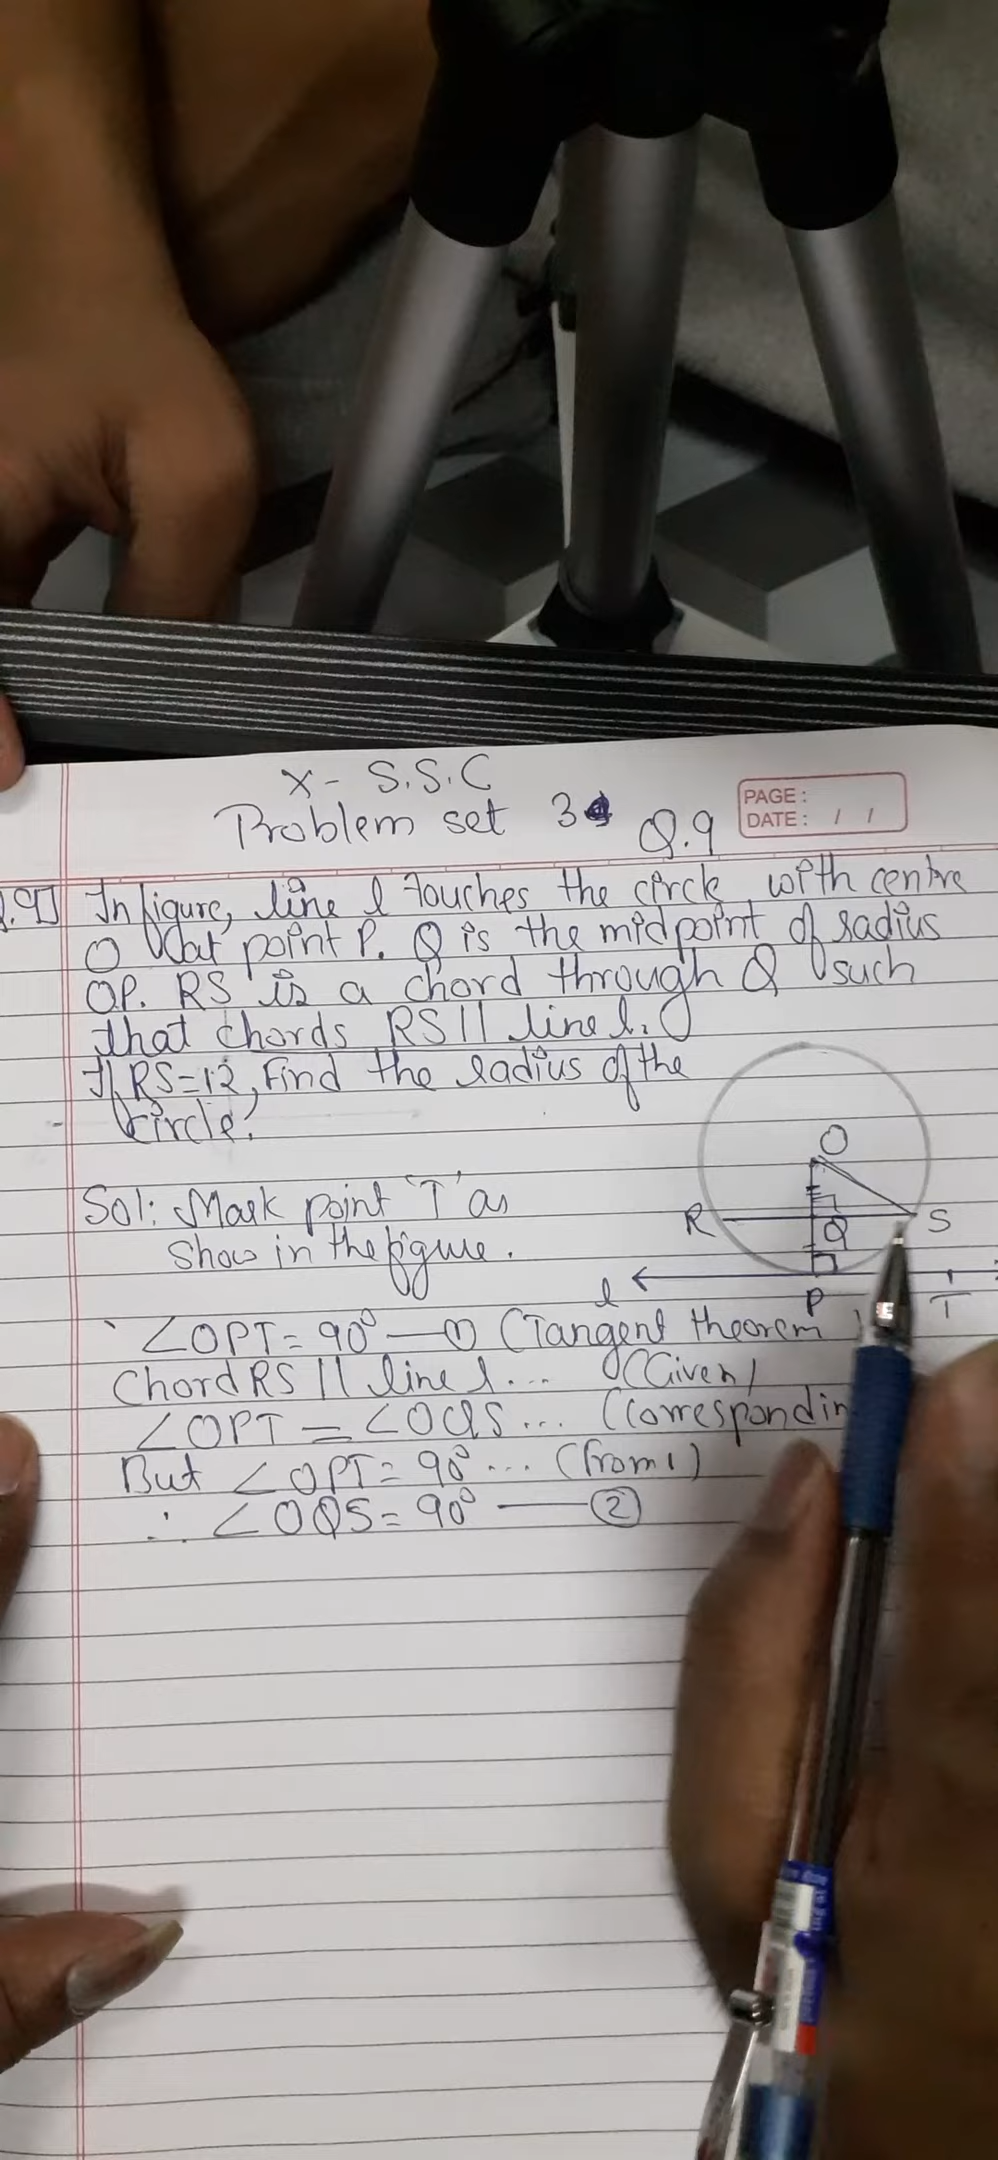 X- S.S.C
Problem set 3 Q.9
PAGE:
DATE: / /
.9] In figure, line l touches the circle with centre
O at point P. Q is the midpoint of radius
OP. RS is a chord through Q such
that chords RS || line l.
If RS=12, Find the radius of the
circle.
O
Sol: Mask point 'T' as
R
Q
S
Show in the figure.
l
P
T
∠OPT= 90° — ① (Tangent theorem)
Chord RS || line l... (Given)
∠OPT = ∠OQS... (Correspondin
But ∠OPT= 90°... (from 1)
∴ ∠OQS= 90° — ②